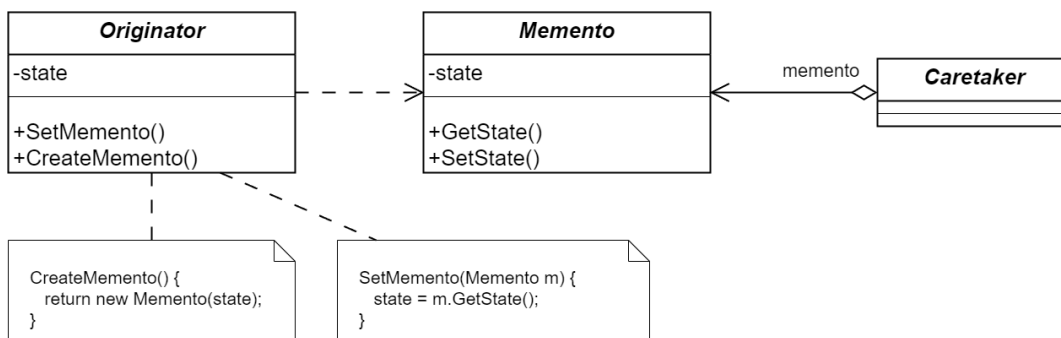 Originator
-state
+SetMemento()
+CreateMemento()
Memento
-state
+GetState()
+SetState()
memento
Caretaker
CreateMemento() {
return new Memento(state);
}
SetMemento(Memento m) {
state = m.GetState();
}